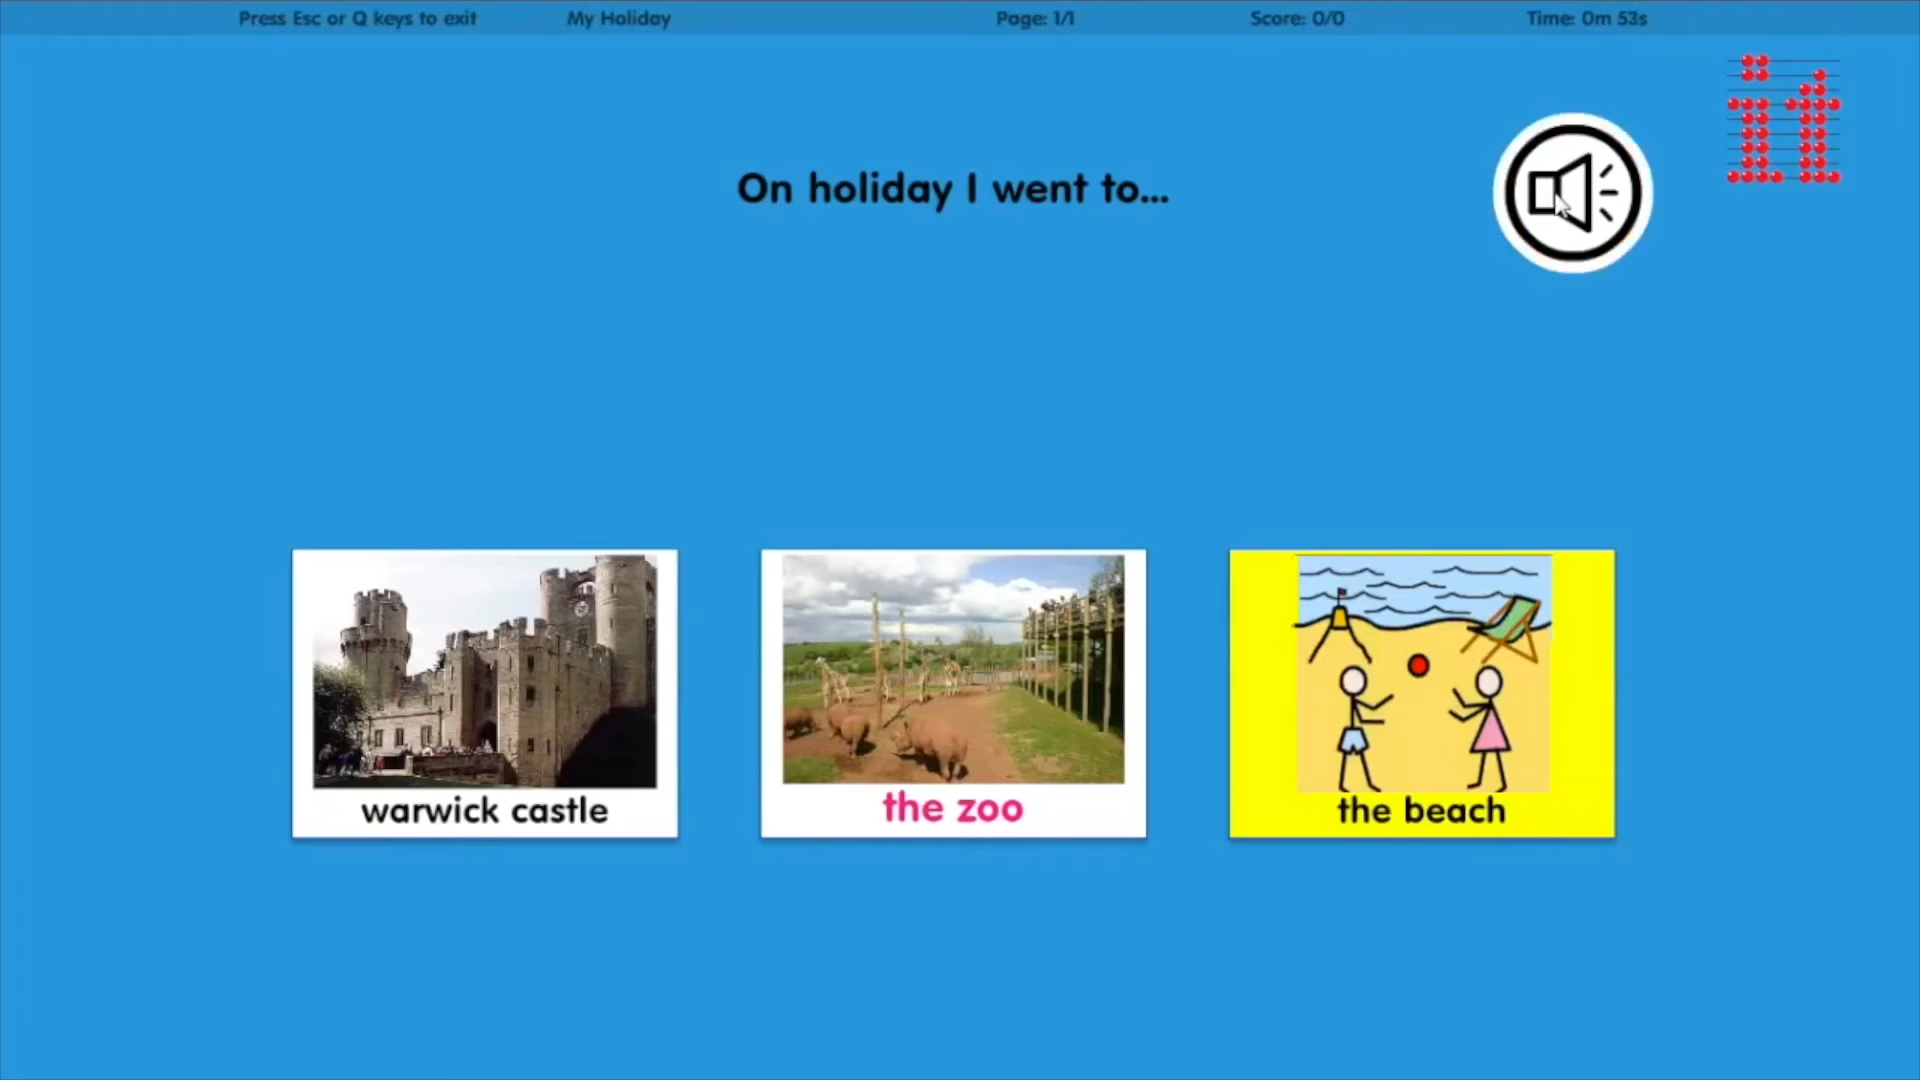 Press Esc or Q keys to exit My Holiday Page: 1/1 Score: 0/0 Time: 0m 53s
On holiday I went to...
warwick castle
the zoo
the beach